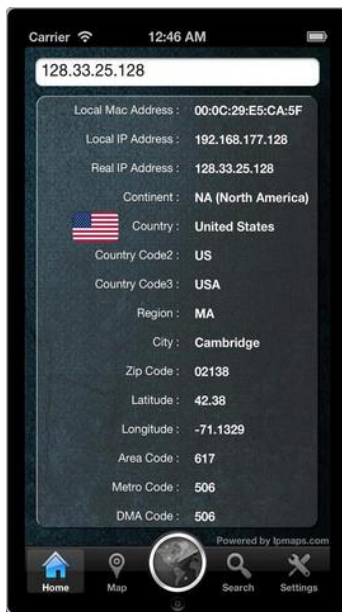 Carrier 12:46 AM
128.33.25.128
Local Mac Address : 00:0C:29:E5:CA:5F
Local IP Address : 192.168.177.128
Real IP Address : 128.33.25.128
Continent : NA (North America)
Country : United States
Country Code2 : US
Country Code3 : USA
Region : MA
City : Cambridge
Zip Code : 02138
Latitude : 42.38
Longitude : -71.1329
Area Code : 617
Metro Code : 506
DMA Code : 506
Powered by Ipmaps.com
Home Map Search Settings